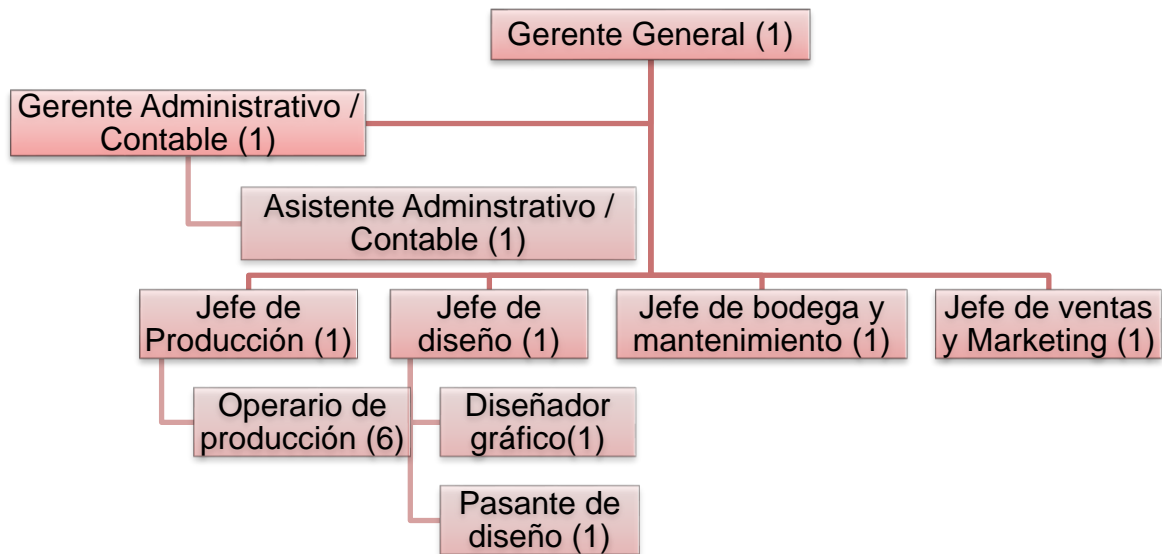 Gerente General (1)
Gerente Administrativo /
Contable (1)
Asistente Adminstrativo /
Contable (1)
Jefe de
Producción (1)
Jefe de
diseño (1)
Jefe de bodega y
mantenimiento (1)
Jefe de ventas
y Marketing (1)
Operario de
producción (6)
Diseñador
gráfico(1)
Pasante de
diseño (1)